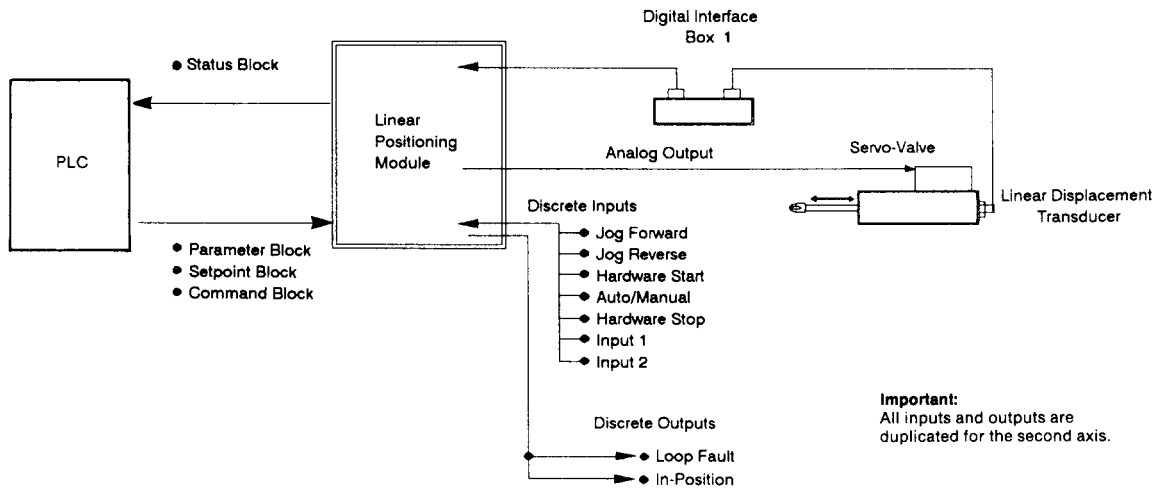 Digital Interface
Box 1
Status Block
PLC
Linear
Positioning
Module
Analog Output
Servo-Valve
Linear Displacement
Transducer
Discrete Inputs
Jog Forward
Jog Reverse
Hardware Start
Auto/Manual
Hardware Stop
Input 1
Input 2
Parameter Block
Setpoint Block
Command Block
Important:
All inputs and outputs are
duplicated for the second axis.
Discrete Outputs
Loop Fault
In-Position